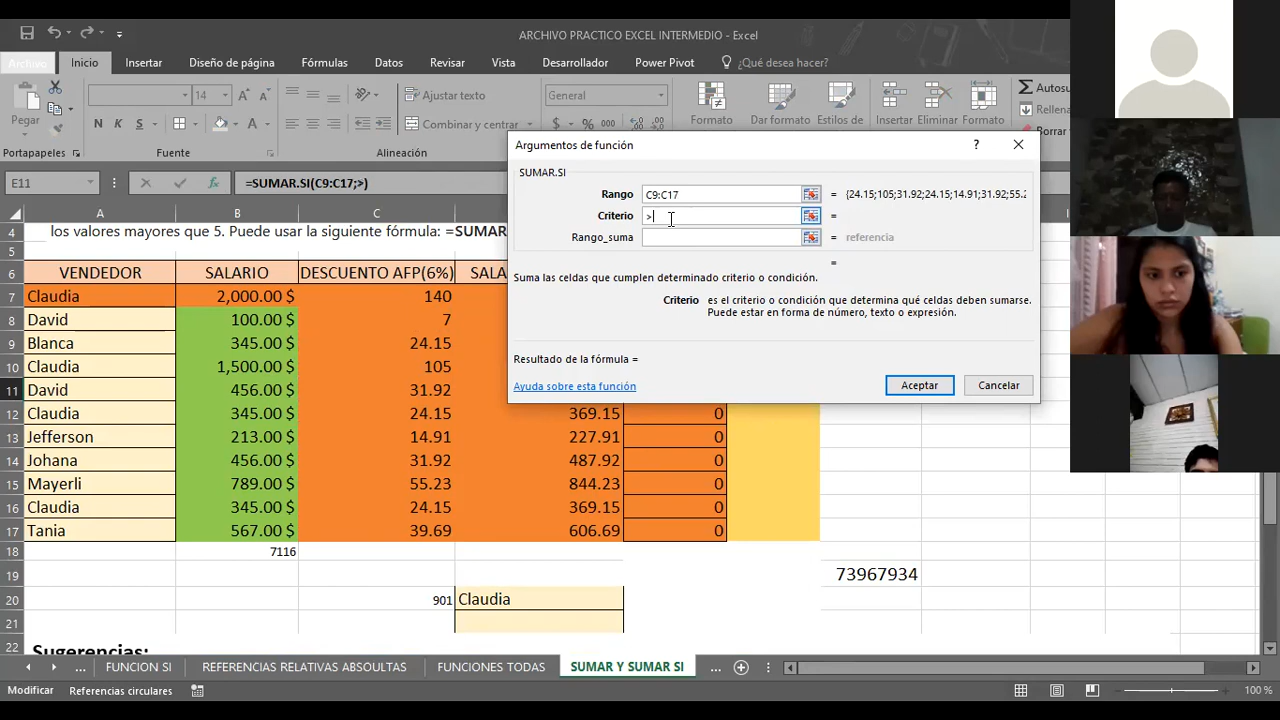 ARCHIVO PRACTICO EXCEL INTERMEDIO - Excel
Archivo Inicio Insertar Diseño de página Fórmulas Datos Revisar Vista Desarrollador Power Pivot ¿Qué desea hacer?
Pegar
14
N K S
Ajustar texto
Combinar y centrar
General
$ % 000
Formato
Dar formato
Estilos de
Insertar Eliminar Formato
Autosu
Rellena
Borrar
Portapapeles Fuente Alineación
E11 =SUMAR.SI(C9:C17;>)
Argumentos de función ?
SUMAR.SI
Rango C9:C17 = {24.15;105;31.92;24.15;14.91;31.92;55.2
Criterio > =
Rango_suma = referencia
=
Suma las celdas que cumplen determinado criterio o condición.
Criterio es el criterio o condición que determina qué celdas deben sumarse.
Puede estar en forma de número, texto o expresión.
Resultado de la fórmula =
Ayuda sobre esta función Aceptar Cancelar
A B C
4 los valores mayores que 5. Puede usar la siguiente fórmula: =SUMAR
5
6 VENDEDOR SALARIO DESCUENTO AFP(6%) SALA
7 Claudia 2,000.00 $ 140
8 David 100.00 $ 7
9 Blanca 345.00 $ 24.15
10 Claudia 1,500.00 $ 105
11 David 456.00 $ 31.92
12 Claudia 345.00 $ 24.15 369.15 0
13 Jefferson 213.00 $ 14.91 227.91 0
14 Johana 456.00 $ 31.92 487.92 0
15 Mayerli 789.00 $ 55.23 844.23 0
16 Claudia 345.00 $ 24.15 369.15 0
17 Tania 567.00 $ 39.69 606.69 0
18 7116
19 73967934
20 901 Claudia
21
22 Sugerencias:
... FUNCION SI REFERENCIAS RELATIVAS ABSOULTAS FUNCIONES TODAS SUMAR Y SUMAR SI ...
Modificar Referencias circulares 100 %